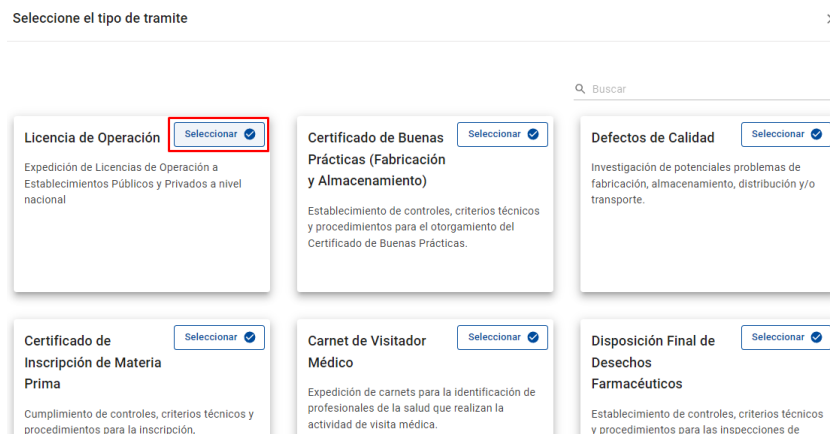 Seleccione el tipo de tramite
Buscar
Licencia de Operación
Seleccionar
Expedición de Licencias de Operación a
Establecimientos Públicos y Privados a nivel
nacional
Certificado de Buenas
Prácticas (Fabricación
y Almacenamiento)
Seleccionar
Establecimiento de controles, criterios técnicos
y procedimientos para el otorgamiento del
Certificado de Buenas Prácticas.
Defectos de Calidad
Seleccionar
Investigación de potenciales problemas de
fabricación, almacenamiento, distribución y/o
transporte.
Certificado de
Inscripción de Materia
Prima
Seleccionar
Cumplimiento de controles, criterios técnicos y
procedimientos para la inscripción,
Carnet de Visitador
Médico
Seleccionar
Expedición de carnets para la identificación de
profesionales de la salud que realizan la
actividad de visita médica.
Disposición Final de
Desechos
Farmacéuticos
Seleccionar
Establecimiento de controles, criterios técnicos
y procedimientos para las inspecciones de